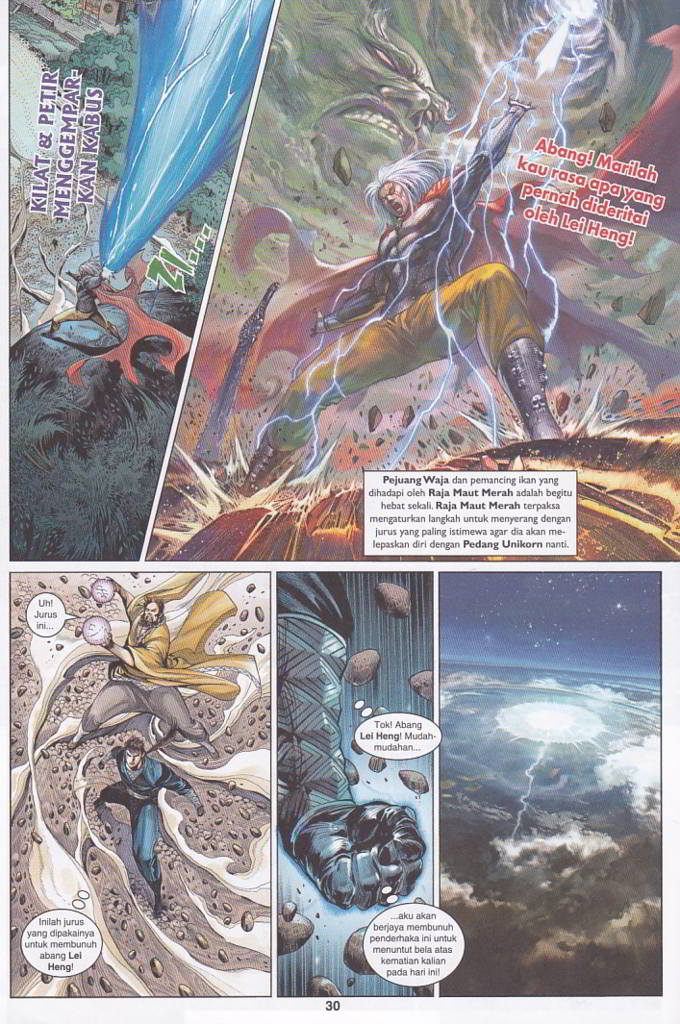 KILAT & PETIR
MENGGEMPAR-
KAN KABUS
ZI...
Abang! Marilah
kau rasa apa yang
pernah dideritai
oleh Lei Heng!
Pejuang Waja dan pemancing ikan yang
dihadapi oleh Raja Maut Merah adalah begitu
hebat sekali. Raja Maut Merah terpaksa
mengaturkan langkah untuk menyerang dengan
jurus yang paling istimewa agar dia akan me-
lepaskan diri dengan Pedang Unikorn nanti.
Uh!
Jurus
ini...
Inilah jurus
yang dipakainya
untuk membunuh
abang Lei
Heng!
Tok! Abang
Lei Heng! Mudah-
mudahan...
...aku akan
berjaya membunuh
penderhaka ini untuk
menuntut bela atas
kematian kalian
pada hari ini!
30